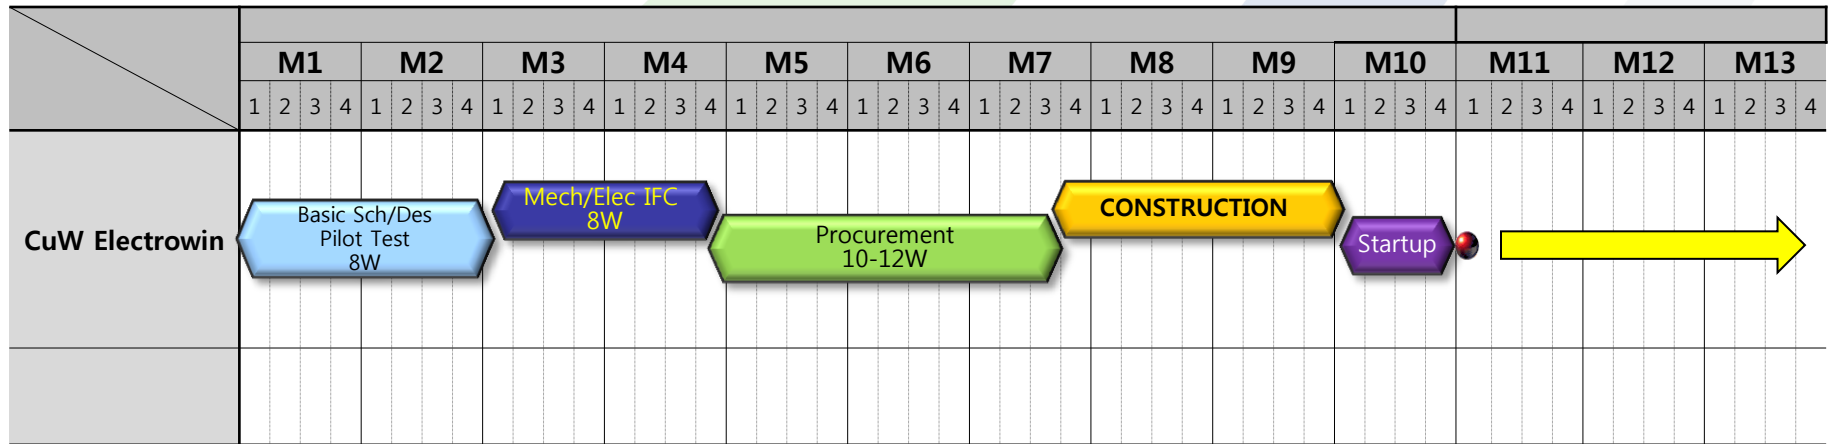 M1 M2 M3 M4 M5 M6 M7 M8 M9 M10 M11 M12 M13
1 2 3 4 1 2 3 4 1 2 3 4 1 2 3 4 1 2 3 4 1 2 3 4 1 2 3 4 1 2 3 4 1 2 3 4 1 2 3 4 1 2 3 4 1 2 3 4 1 2 3 4
CuW Electrowin
Basic Sch/Des
Pilot Test
8W
Mech/Elec IFC
8W
Procurement
10-12W
CONSTRUCTION
Startup